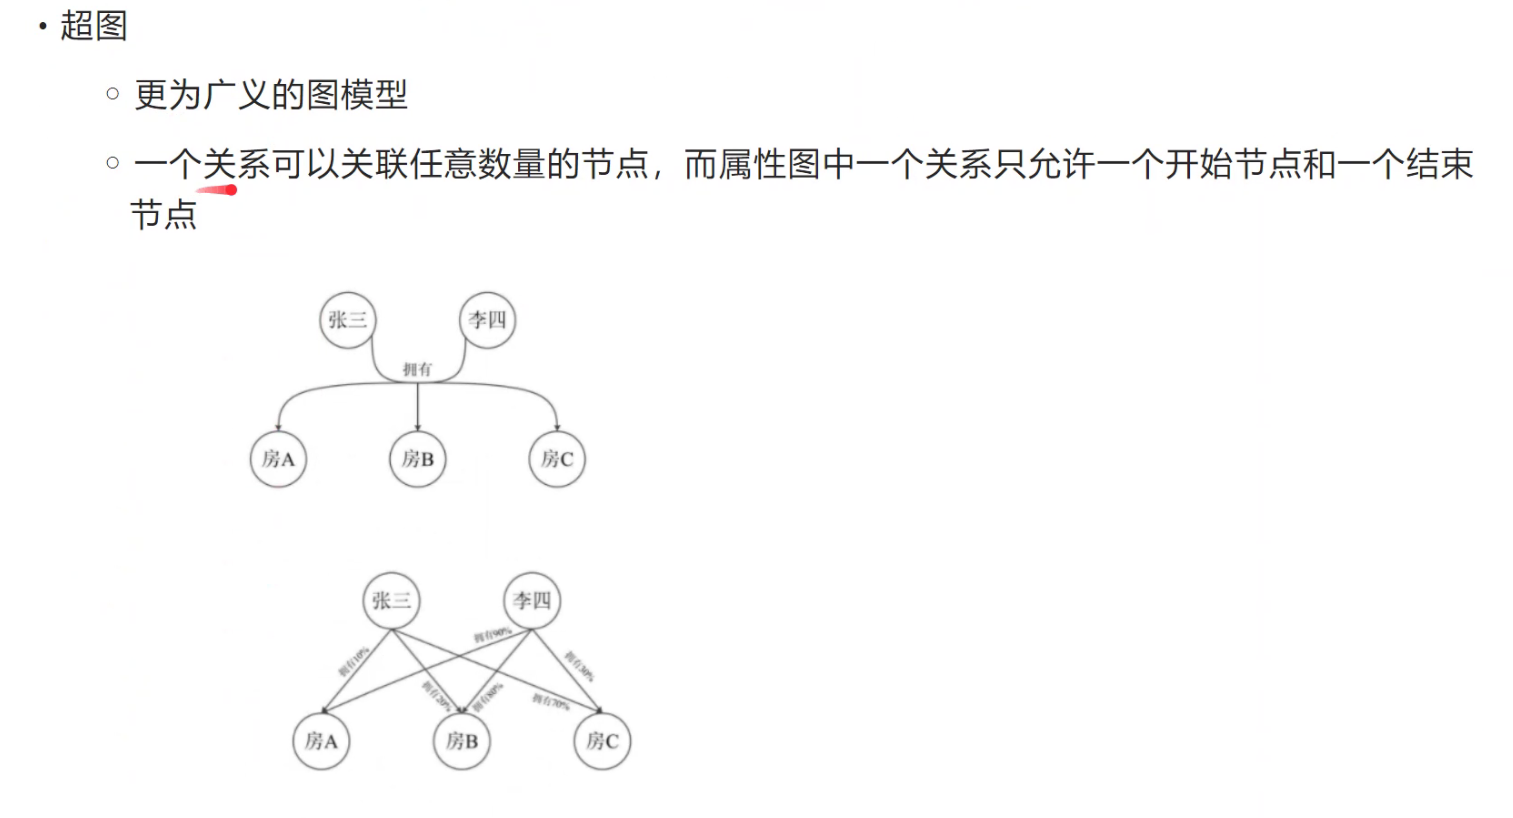 • 超图
○ 更为广义的图模型
○ 一个关系可以关联任意数量的节点，而属性图中一个关系只允许一个开始节点和一个结束
节点
张三 李四
拥有
房A 房B 房C
张三 李四
拥有90%
拥有10% 拥有30%
拥有20% 拥有80% 拥有70%
房A 房B 房C